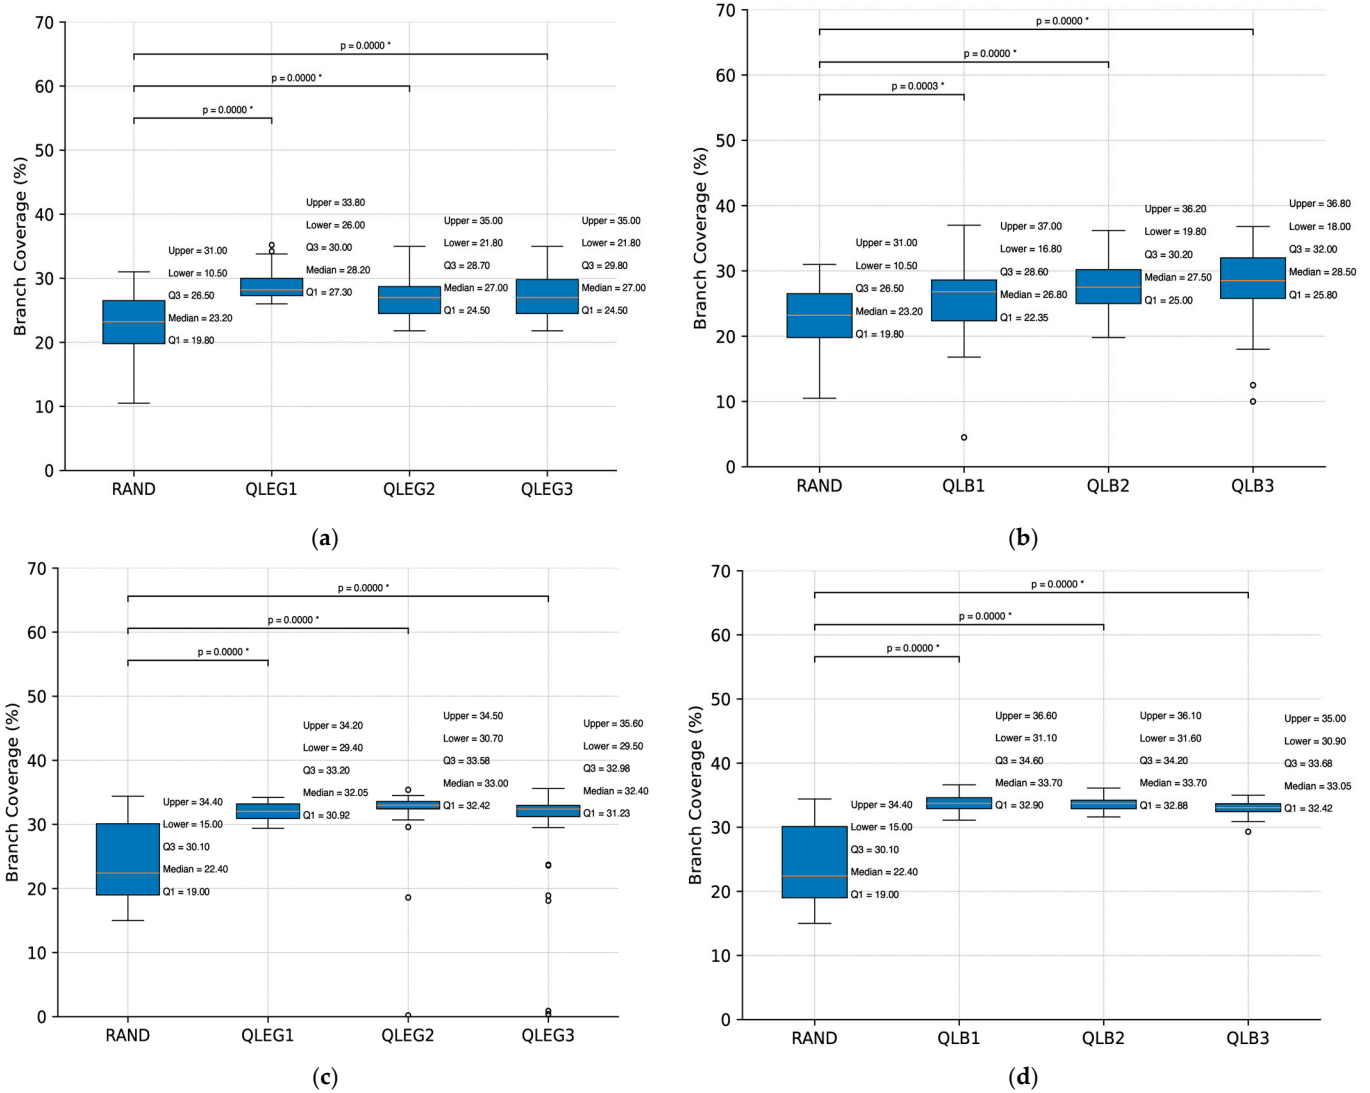 70
60
50
40
30
20
10
0
Branch Coverage (%)
p = 0.0000 *
p = 0.0000 *
p = 0.0000 *
Upper = 31.00
Lower = 10.50
Q3 = 26.50
Median = 23.20
Q1 = 19.80
Upper = 33.80
Lower = 26.00
Q3 = 30.00
Median = 28.20
Q1 = 27.30
Upper = 35.00
Lower = 21.80
Q3 = 28.70
Median = 27.00
Q1 = 24.50
Upper = 35.00
Lower = 21.80
Q3 = 29.80
Median = 27.00
Q1 = 24.50
RAND
QLEG1
QLEG2
QLEG3
(a)
70
60
50
40
30
20
10
0
Branch Coverage (%)
p = 0.0000 *
p = 0.0000 *
p = 0.0003 *
Upper = 31.00
Lower = 10.50
Q3 = 26.50
Median = 23.20
Q1 = 19.80
Upper = 37.00
Lower = 16.80
Q3 = 28.60
Median = 26.80
Q1 = 22.35
Upper = 36.20
Lower = 19.80
Q3 = 30.20
Median = 27.50
Q1 = 25.00
Upper = 36.80
Lower = 18.00
Q3 = 32.00
Median = 28.50
Q1 = 25.80
RAND
QLB1
QLB2
QLB3
(b)
70
60
50
40
30
20
10
0
Branch Coverage (%)
p = 0.0000 *
p = 0.0000 *
p = 0.0000 *
Upper = 34.40
Lower = 15.00
Q3 = 30.10
Median = 22.40
Q1 = 19.00
Upper = 34.20
Lower = 29.40
Q3 = 33.20
Median = 32.05
Q1 = 30.92
Upper = 34.50
Lower = 30.70
Q3 = 33.58
Median = 33.00
Q1 = 32.42
Upper = 35.60
Lower = 29.50
Q3 = 32.98
Median = 32.40
Q1 = 31.23
RAND
QLEG1
QLEG2
QLEG3
(c)
70
60
50
40
30
20
10
0
Branch Coverage (%)
p = 0.0000 *
p = 0.0000 *
p = 0.0000 *
Upper = 34.40
Lower = 15.00
Q3 = 30.10
Median = 22.40
Q1 = 19.00
Upper = 36.60
Lower = 31.10
Q3 = 34.60
Median = 33.70
Q1 = 32.90
Upper = 36.10
Lower = 31.60
Q3 = 34.20
Median = 33.70
Q1 = 32.88
Upper = 35.00
Lower = 30.90
Q3 = 33.68
Median = 33.05
Q1 = 32.42
RAND
QLB1
QLB2
QLB3
(d)